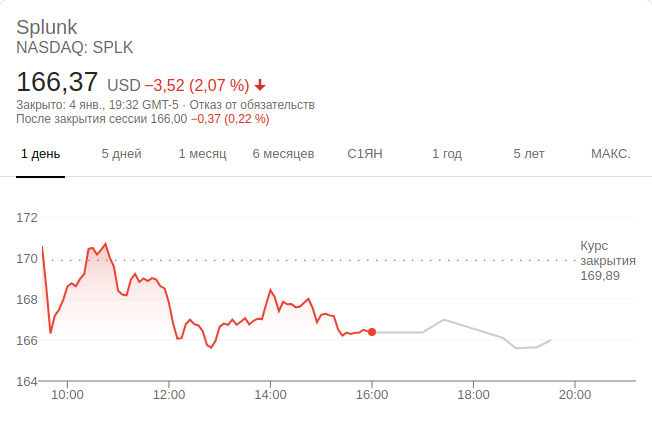 Splunk
NASDAQ: SPLK
166,37 USD −3,52 (2,07 %)
Закрыто: 4 янв., 19:32 GMT-5 · Отказ от обязательств
После закрытия сессии 166,00 −0,37 (0,22 %)
1 день 5 дней 1 месяц 6 месяцев С1ЯН 1 год 5 лет МАКС.
172
170
168
166
164
Курс
закрытия
169,89
10:00 12:00 14:00 16:00 18:00 20:00